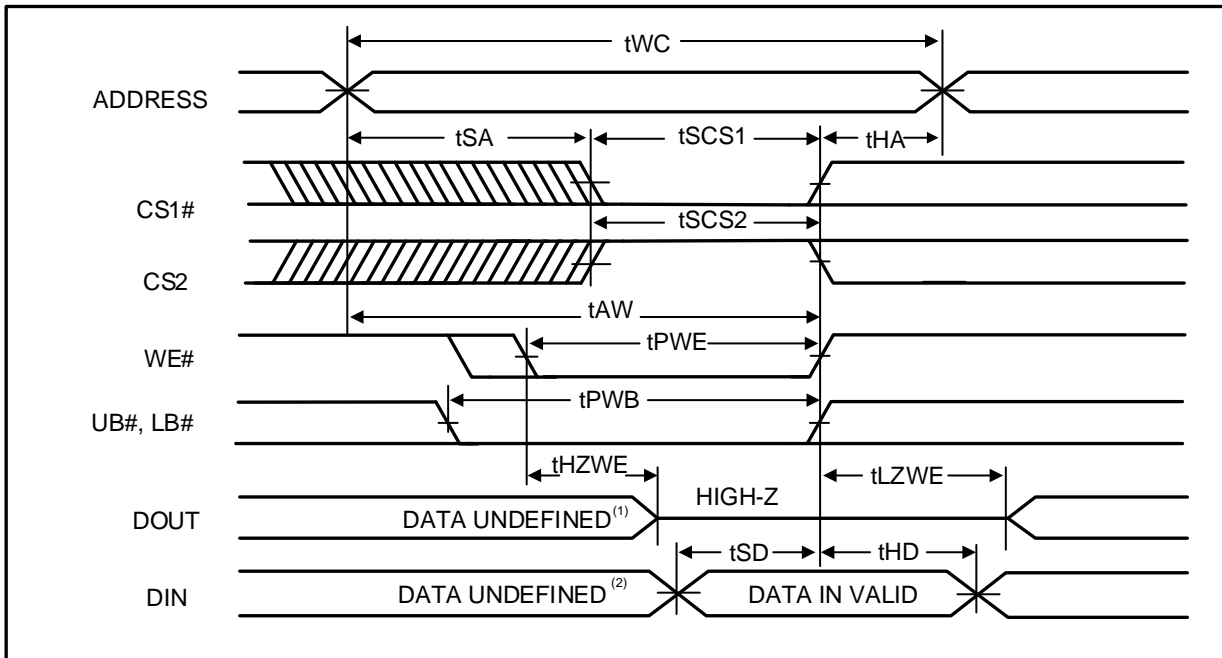 tWC
ADDRESS
tSA tSCS1 tHA
CS1#
tSCS2
CS2
tAW
WE# tPWE
tPWB
UB#, LB#
tHZWE tLZWE
HIGH-Z
DOUT DATA UNDEFINED(1)
tSD tHD
DIN DATA UNDEFINED(2) DATA IN VALID